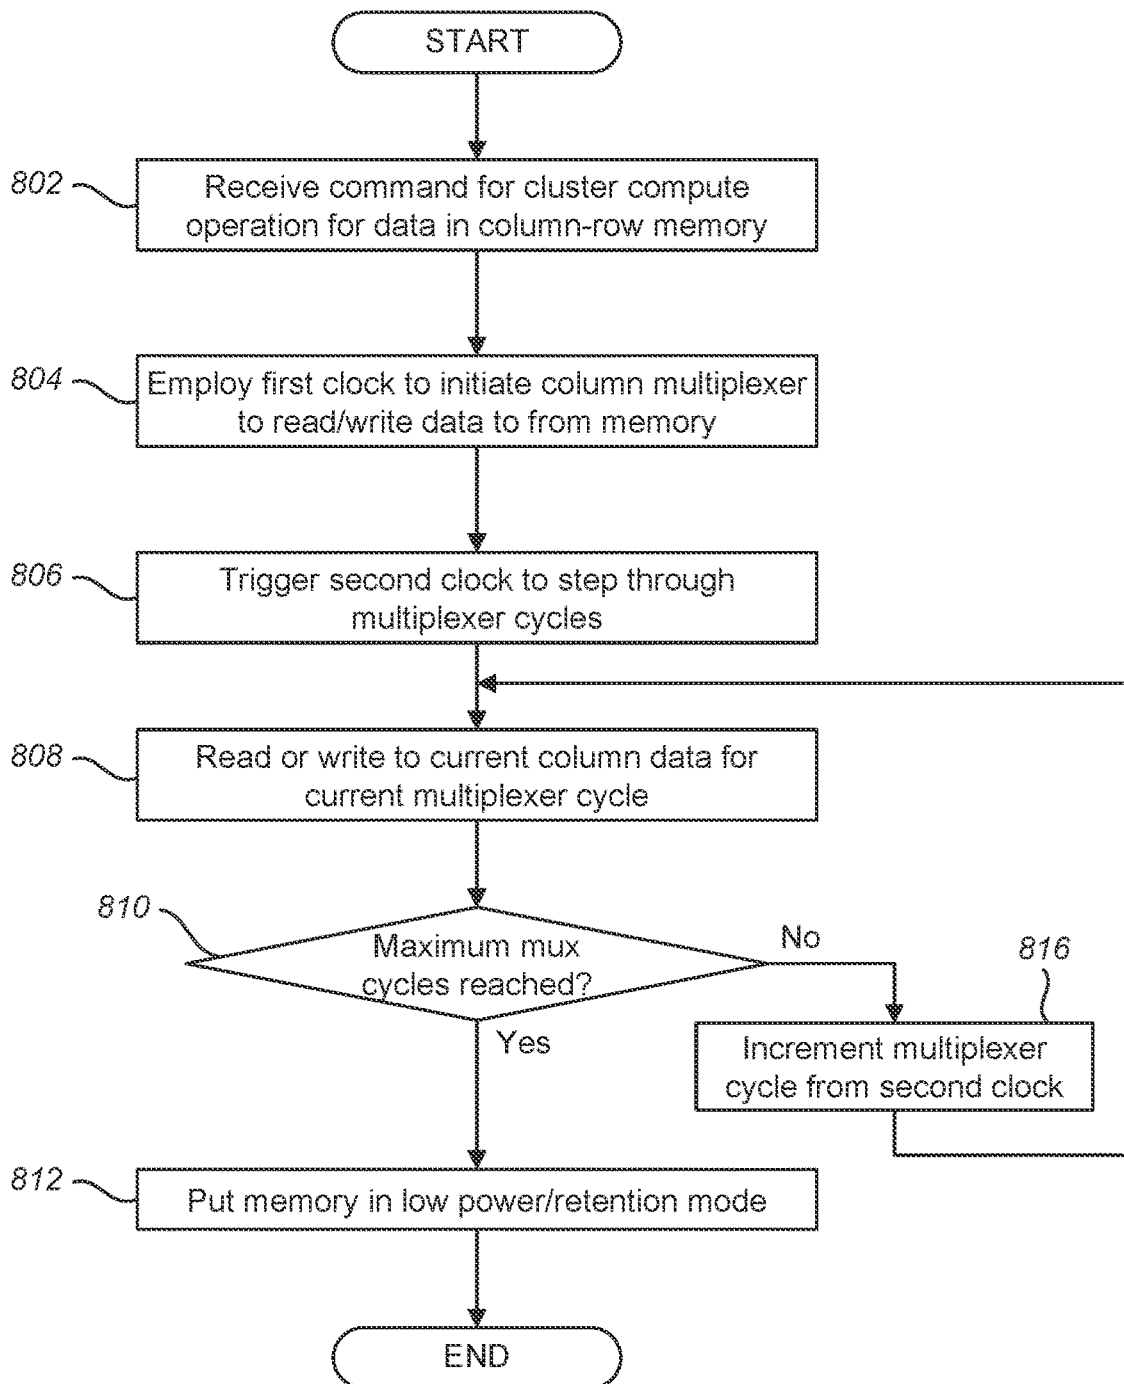 START
802
Receive command for cluster compute
operation for data in column-row memory
804
Employ first clock to initiate column multiplexer
to read/write data to from memory
806
Trigger second clock to step through
multiplexer cycles
808
Read or write to current column data for
current multiplexer cycle
810
Maximum mux
cycles reached?
No
816
Yes
Increment multiplexer
cycle from second clock
812
Put memory in low power/retention mode
END